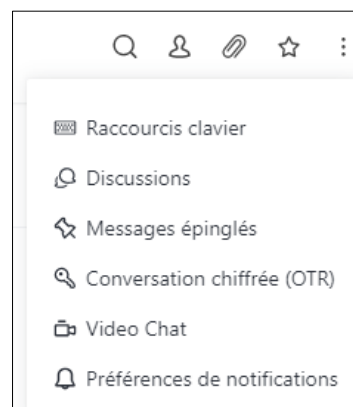 Raccourcis clavier
Discussions
Messages épinglés
Conversation chiffrée (OTR)
Video Chat
Préférences de notifications